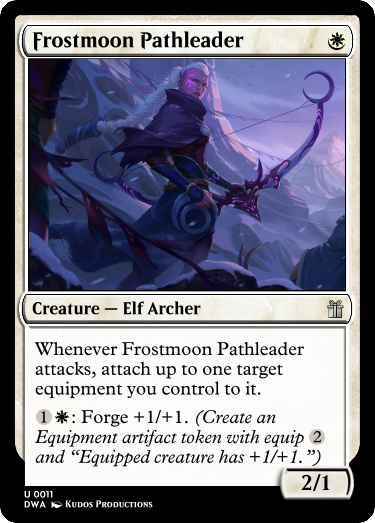 Frostmoon Pathleader
Creature — Elf Archer
Whenever Frostmoon Pathleader
attacks, attach up to one target
equipment you control to it.
1 : Forge +1/+1. (Create an
Equipment artifact token with equip 2
and “Equipped creature has +1/+1.”)
2/1
U 0011
DWA Kudos Productions